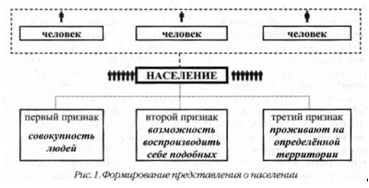 человек человек человек
НАСЕЛЕНИЕ
первый признак
совокупность
людей
второй признак
возможность
воспроизводить
себе подобных
третий признак
проживают на
определённой
территории
Рис. 1. Формирование представления о населении